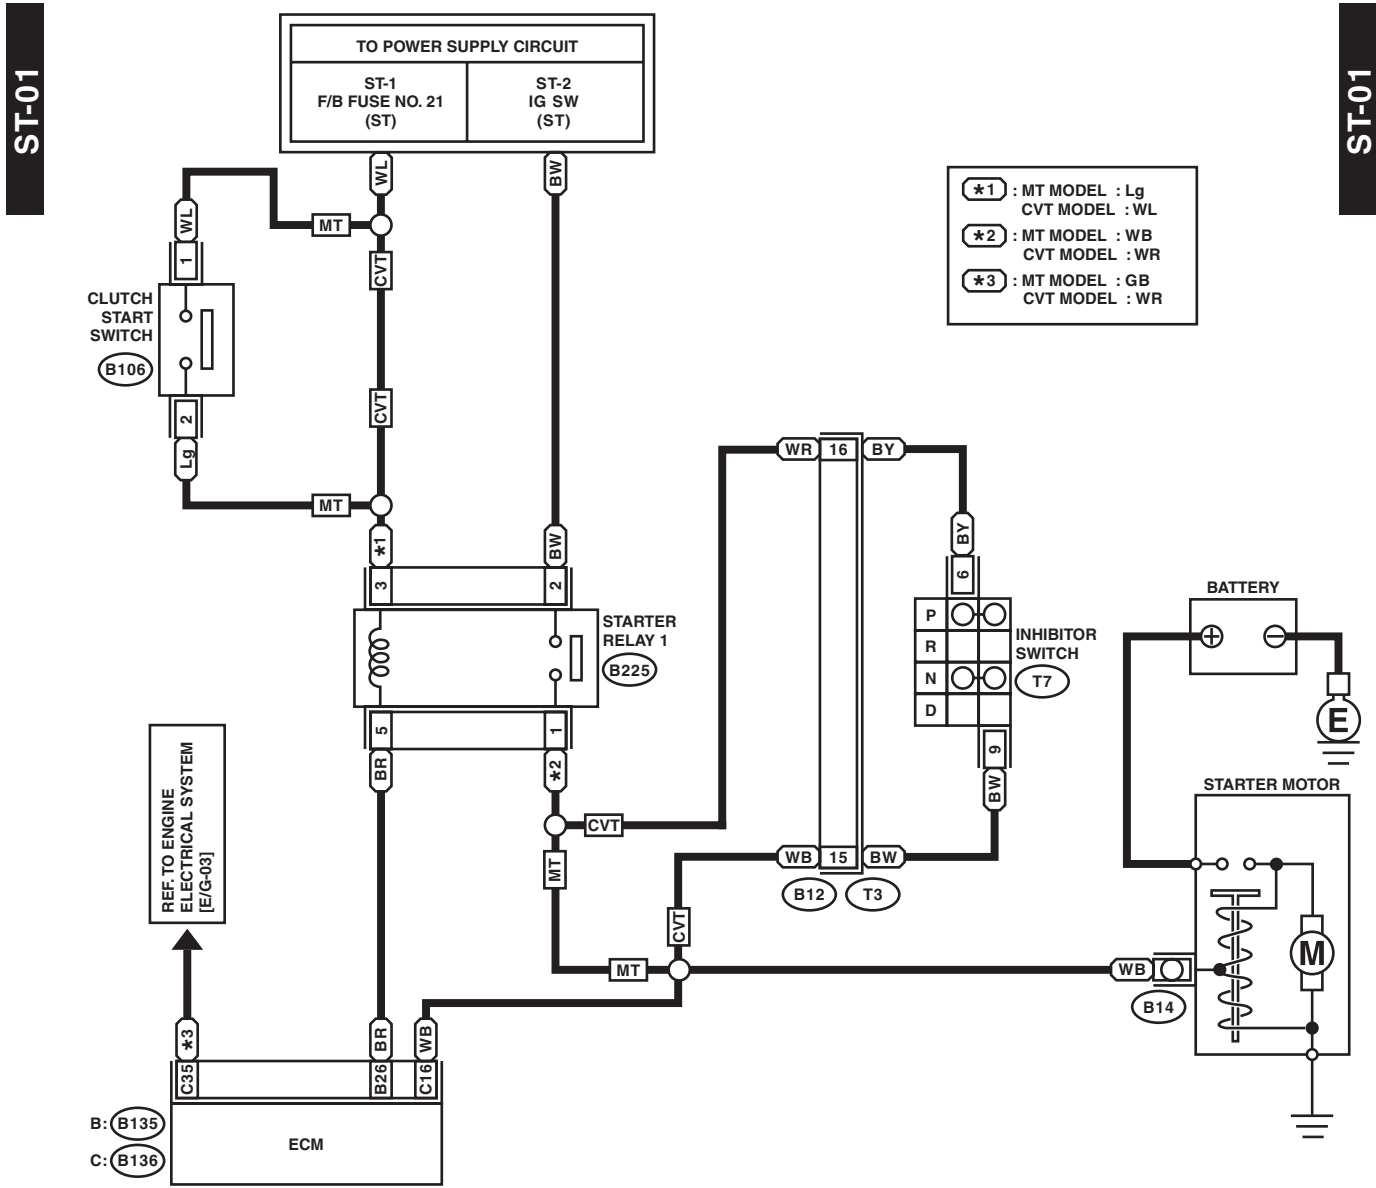 ST-01
ST-01
TO POWER SUPPLY CIRCUIT
ST-1
F/B FUSE NO. 21
(ST)
ST-2
IG SW
(ST)
WL
BW
WL
MT
CVT
1
CLUTCH
START
SWITCH
B106
2
Lg
CVT
MT
*1
BW
*1 : MT MODEL : Lg
CVT MODEL : WL
*2 : MT MODEL : WB
CVT MODEL : WR
*3 : MT MODEL : GB
CVT MODEL : WR
WR 16 BY
BY
3
2
6
STARTER
RELAY 1
B225
P
R
N
D
INHIBITOR
SWITCH
T7
BATTERY
+
−
E
5
1
9
BR
*2
BW
CVT
MT
WB 15 BW
B12
T3
CVT
MT
WB
B14
STARTER MOTOR
M
REF. TO ENGINE
ELECTRICAL SYSTEM
[E/G-03]
*3
BR
WB
C35
B26
C16
B: B135
C: B136
ECM